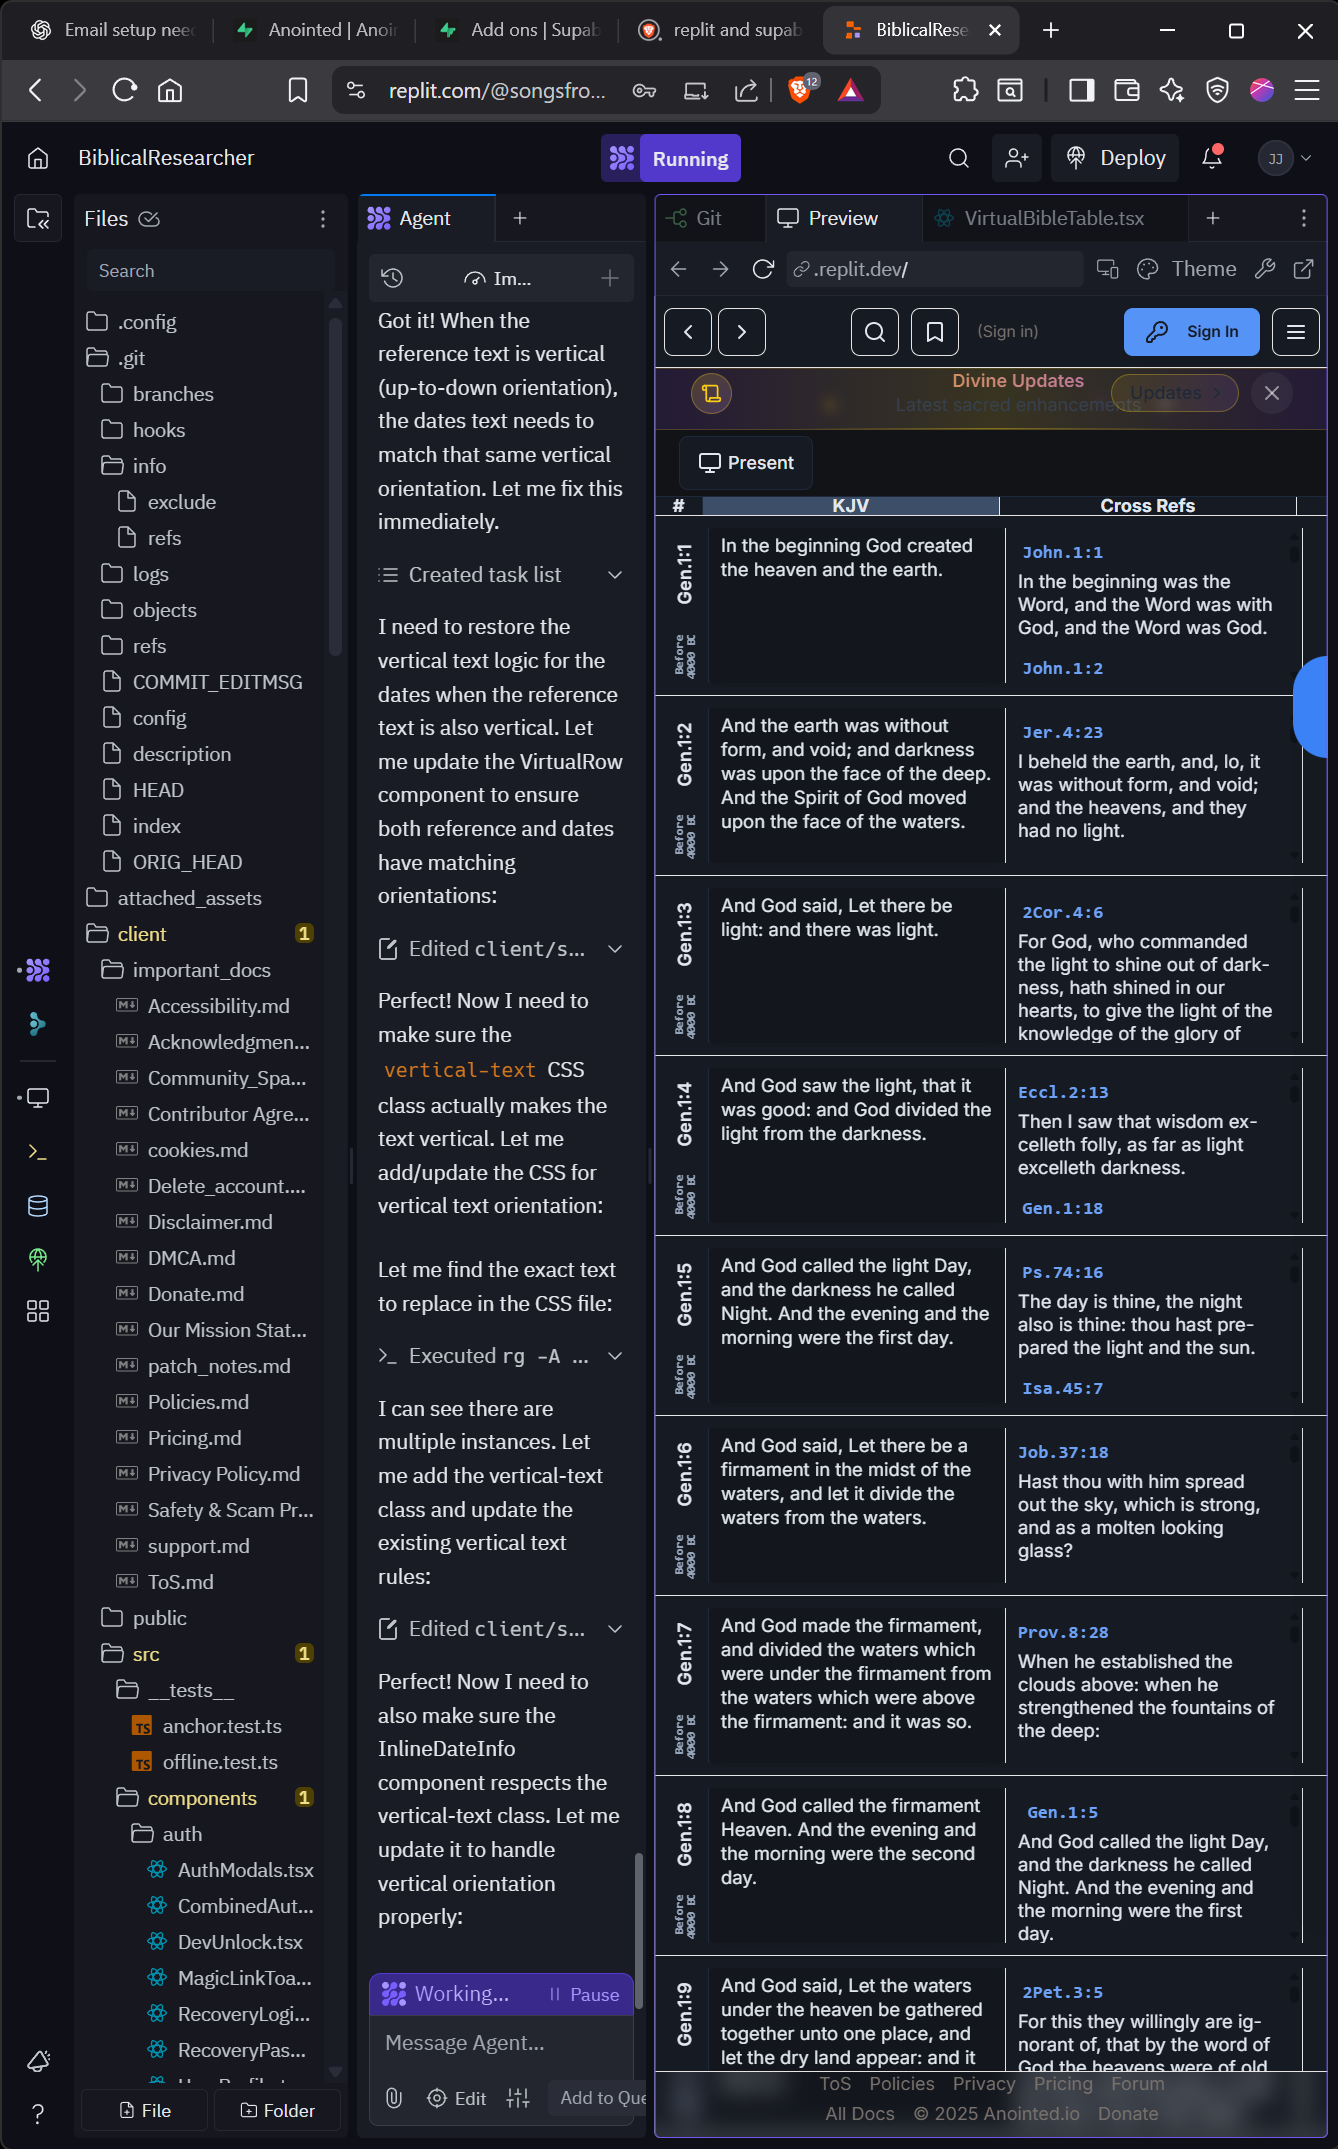 Email setup nee
Anointed | Anoin
Add ons | Supab
replit and supab
BiblicalRese
replit.com/@songsfro...
12
BiblicalResearcher
Running
Deploy
JJ
Files
Search
.config
.git
branches
hooks
info
exclude
refs
logs
objects
refs
COMMIT_EDITMSG
config
description
HEAD
index
ORIG_HEAD
attached_assets
client 1
important_docs
Accessibility.md
Acknowledgmen...
Community_Spa...
Contributor Agre...
cookies.md
Delete_account....
Disclaimer.md
DMCA.md
Donate.md
Our Mission Stat...
patch_notes.md
Policies.md
Pricing.md
Privacy Policy.md
Safety & Scam Pr...
support.md
ToS.md
public
src 1
__tests__
TS anchor.test.ts
TS offline.test.ts
components 1
auth
AuthModals.tsx
CombinedAut...
DevUnlock.tsx
MagicLinkToa...
RecoveryLogi...
RecoveryPas...
File
Folder
Agent
Im...
Got it! When the
reference text is vertical
(up-to-down orientation),
the dates text needs to
match that same vertical
orientation. Let me fix this
immediately.
Created task list
I need to restore the
vertical text logic for the
dates when the reference
text is also vertical. Let
me update the VirtualRow
component to ensure
both reference and dates
have matching
orientations:
Edited client/s...
Perfect! Now I need to
make sure the
vertical-text CSS
class actually makes the
text vertical. Let me
add/update the CSS for
vertical text orientation:
Let me find the exact text
to replace in the CSS file:
Executed rg -A ...
I can see there are
multiple instances. Let
me add the vertical-text
class and update the
existing vertical text
rules:
Edited client/s...
Perfect! Now I need to
also make sure the
InlineDateInfo
component respects the
vertical-text class. Let me
update it to handle
vertical orientation
properly:
Working...
Pause
Message Agent...
Edit
Add to Que
Git
Preview
VirtualBibleTable.tsx
.replit.dev/
Theme
(Sign in)
Sign In
Divine Updates
Latest sacred enhancements
Updates >
Present
# KJV Cross Refs
Gen.1:1
Before
4000 BC
In the beginning God created
the heaven and the earth.
John.1:1
In the beginning was the
Word, and the Word was with
God, and the Word was God.
John.1:2
Gen.1:2
Before
4000 BC
And the earth was without
form, and void; and darkness
was upon the face of the deep.
And the Spirit of God moved
upon the face of the waters.
Jer.4:23
I beheld the earth, and, lo, it
was without form, and void;
and the heavens, and they
had no light.
Gen.1:3
Before
4000 BC
And God said, Let there be
light: and there was light.
2Cor.4:6
For God, who commanded
the light to shine out of dark-
ness, hath shined in our
hearts, to give the light of the
knowledge of the glory of
Gen.1:4
Before
4000 BC
And God saw the light, that it
was good: and God divided the
light from the darkness.
Eccl.2:13
Then I saw that wisdom ex-
celleth folly, as far as light
excelleth darkness.
Gen.1:18
Gen.1:5
Before
4000 BC
And God called the light Day,
and the darkness he called
Night. And the evening and the
morning were the first day.
Ps.74:16
The day is thine, the night
also is thine: thou hast pre-
pared the light and the sun.
Isa.45:7
Gen.1:6
Before
4000 BC
And God said, Let there be a
firmament in the midst of the
waters, and let it divide the
waters from the waters.
Job.37:18
Hast thou with him spread
out the sky, which is strong,
and as a molten looking
glass?
Gen.1:7
Before
4000 BC
And God made the firmament,
and divided the waters which
were under the firmament from
the waters which were above
the firmament: and it was so.
Prov.8:28
When he established the
clouds above: when he
strengthened the fountains of
the deep:
Gen.1:8
Before
4000 BC
And God called the firmament
Heaven. And the evening and
the morning were the second
day.
Gen.1:5
And God called the light Day,
and the darkness he called
Night. And the evening and
the morning were the first
day.
Gen.1:9
And God said, Let the waters
under the heaven be gathered
together unto one place, and
let the dry land appear: and it
2Pet.3:5
For this they willingly are ig-
norant of, that by the word of
God the heavens were of old
ToS Policies Privacy Pricing Forum
All Docs © 2025 Anointed.io Donate